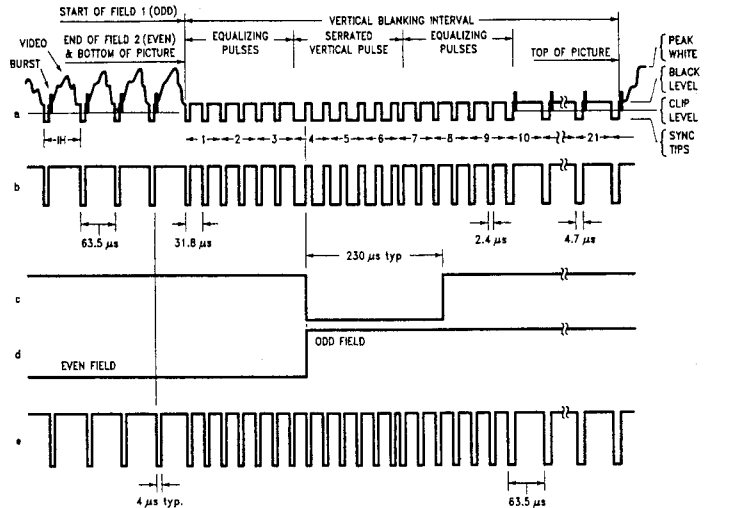 START OF FIELD 1 (ODD)
VERTICAL BLANKING INTERVAL
END OF FIELD 2 (EVEN)
& BOTTOM OF PICTURE
EQUALIZING
PULSES
SERRATED
VERTICAL PULSE
EQUALIZING
PULSES
TOP OF PICTURE
VIDEO
BURST
PEAK
WHITE
BLACK
LEVEL
CLIP
LEVEL
SYNC
TIPS
a
1H
1 2 3 4 5 6 7 8 9 10 21
b
63.5 µs
31.8 µs
2.4 µs
4.7 µs
230 µs typ
c
d
EVEN FIELD
ODD FIELD
e
4 µs typ.
63.5 µs